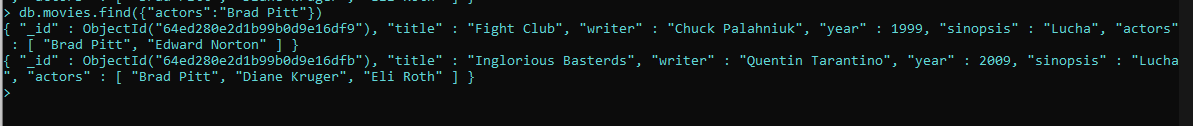 > db.movies.find({"actors":"Brad Pitt"})
{ "_id" : ObjectId("64ed280e2d1b99b0d9e16df9"), "title" : "Fight Club", "writer" : "Chuck Palahniuk", "year" : 1999, "sinopsis" : "Lucha", "actors"
 : [ "Brad Pitt", "Edward Norton" ] }
{ "_id" : ObjectId("64ed280e2d1b99b0d9e16dfb"), "title" : "Inglorious Basterds", "writer" : "Quentin Tarantino", "year" : 2009, "sinopsis" : "Lucha
", "actors" : [ "Brad Pitt", "Diane Kruger", "Eli Roth" ] }
>